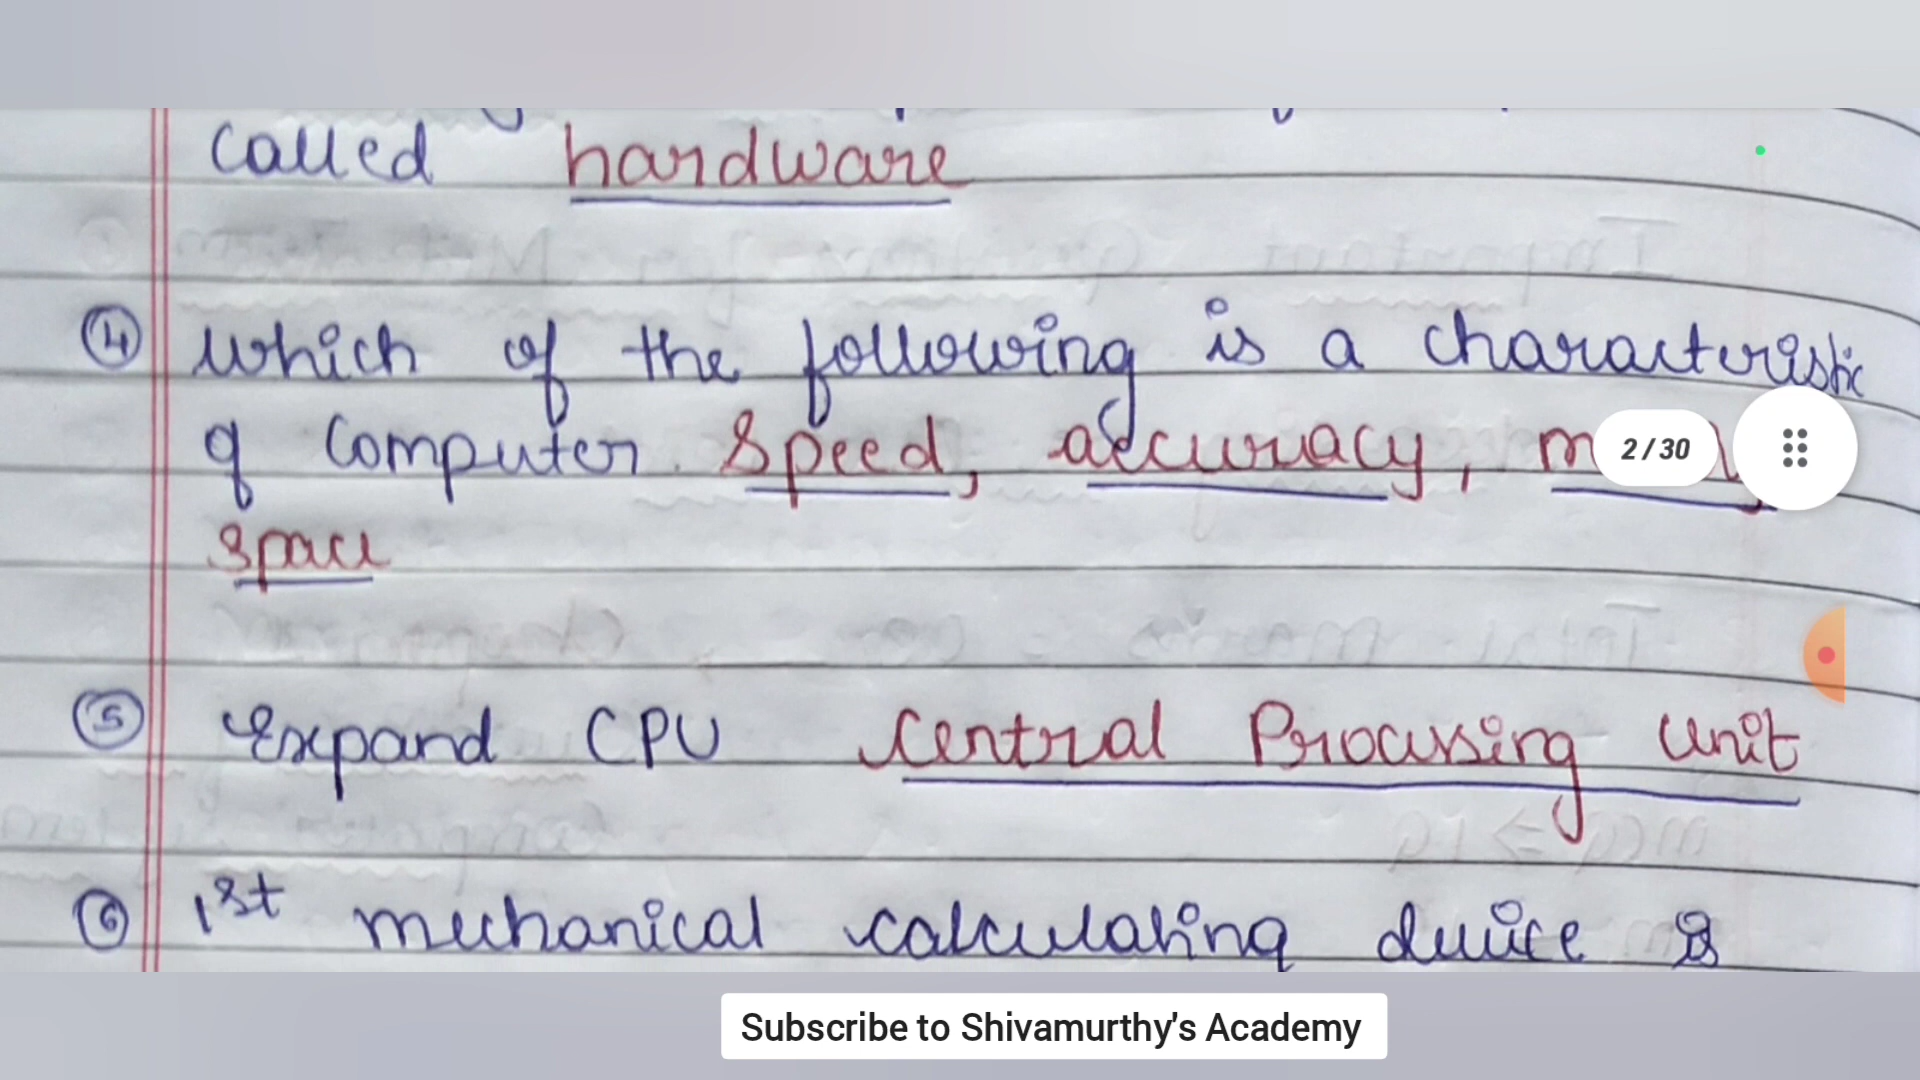 called hardware
④ which of the following is a characteristic
of Computer. Speed, accuracy,
2 / 30
space
⑤ Expand CPU Central Processing Unit
⑥ 1st mechanical calculating device is
Subscribe to Shivamurthy's Academy